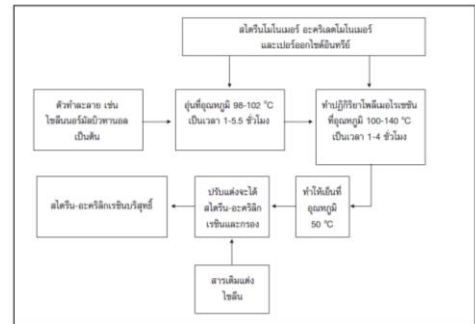 สไตรีนโมโนเมอร์ อะคริเลตโมโนเมอร์
และเปอร์ออกไซด์อินทรีย์
ตัวทำละลาย เช่น
ไซลีนนอร์มัลบิวทานอล
เป็นต้น
อุ่นที่อุณหภูมิ 98-102 °C
เป็นเวลา 1-5.5 ชั่วโมง
ทำปฏิกิริยาโพลีเมอไรเซชัน
ที่อุณหภูมิ 100-140 °C
เป็นเวลา 1-4 ชั่วโมง
สไตรีน-อะคริลิกเรซินบริสุทธิ์
ปรับแต่งจะได้
สไตรีน-อะคริลิก
เรซินและกรอง
ทำให้เย็นที่
อุณหภูมิ
50 °C
สารเติมแต่ง
ไซลีน